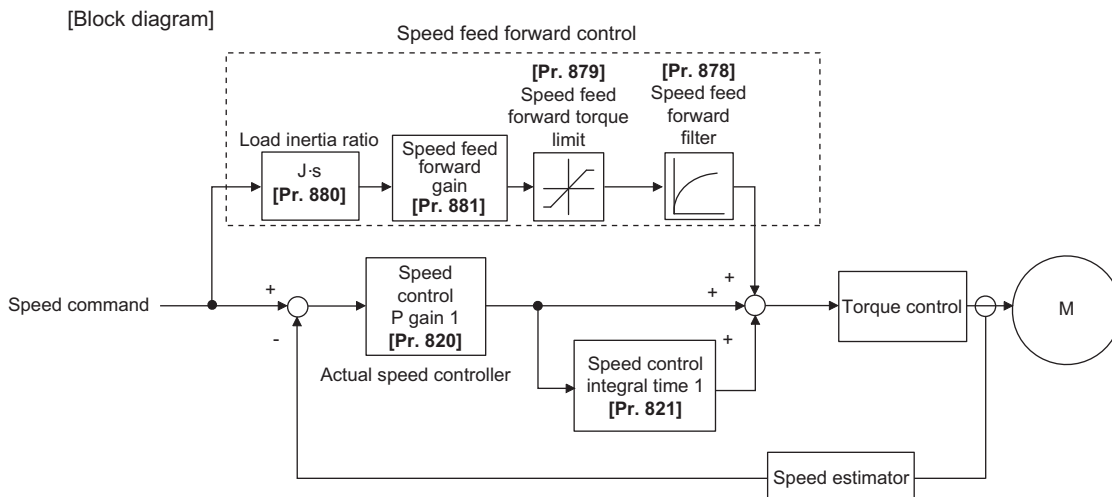 [Block diagram]
Speed feed forward control
[Pr. 879]
Speed feed
forward torque
limit
[Pr. 878]
Speed feed
forward
filter
Load inertia ratio
J·s
[Pr. 880]
Speed feed
forward
gain
[Pr. 881]
Speed command
+
-
Speed
control
P gain 1
[Pr. 820]
Actual speed controller
+
+
+
Speed control
integral time 1
[Pr. 821]
Torque control
M
Speed estimator